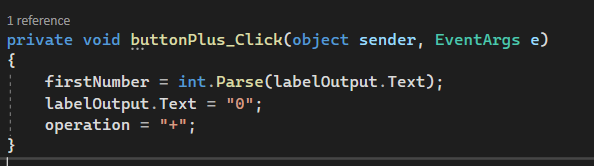 1 reference
private void buttonPlus_Click(object sender, EventArgs e)
{
firstNumber = int.Parse(labelOutput.Text);
labelOutput.Text = "0";
operation = "+";
}